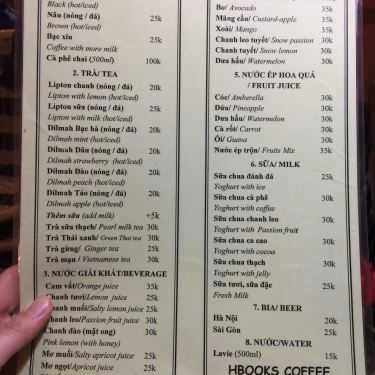 Black (hot/iced)
Nâu (nóng / đá) 25k
Brown (hot/iced)
Bạc xỉu 25k
Coffee with more milk
Cà phê chai (500ml) 100k
2. TRÀ/ TEA
Lipton chanh (nóng / đá) 20k
Lipton with lemon (hot/iced)
Lipton sữa (nóng / đá) 25k
Lipton with milk (hot/iced)
Dilmah Bạc hà (nóng / đá) 20k
Dilmah mint (hot/iced)
Dilmah Dâu (nóng / đá) 20k
Dilmah strawberry (hot/iced)
Dilmah Đào (nóng / đá) 20k
Dilmah peach (hot/iced)
Dilmah Táo (nóng / đá) 20k
Dilmah apple (hot/iced)
Thêm sữa (add milk) +5k
Trà sữa thạch/ Pearl milk tea 30k
Trà Thái xanh/ Green Thai tea 30k
Trà gừng/ Ginger tea 25k
Trà mạn / Vietnamese tea 30k
3. NƯỚC GIẢI KHÁT/BEVERAGE
Cam vắt/Orange juice 35k
Chanh tươi/Lemon juice 25k
Chanh muối/Salty lemon juice 25k
Chanh leo/Passion fruit juice 30k
Chanh đào (mật ong) 30k
Pink lemon (with honey)
Mơ muối/Salty apricot juice 25k
Mơ ngọt/Apricot juice 25k
Bơ/ Avocado 35k
Mãng cầu/ Custard-apple 35k
Xoài/ Mango 35k
Chanh leo tuyết/ Snow passion 30k
Chanh tuyết/ Snow lemon 30k
Dưa hấu/ Watermelon 30k
5. NƯỚC ÉP HOA QUẢ
/ FRUIT JUICE
Cóc/ Ambarella 30k
Dứa/ Pineapple 30k
Dưa hấu/ Watermelon 30k
Cà rốt/ Carrot 30k
Ổi/ Guava 30k
Nước ép trộn/ Fruits Mix 35k
6. SỮA/ MILK
Sữa chua đánh đá 25k
Yoghurt with ice
Sữa chua cà phê 30k
Yoghurt with coffee
Sữa chua chanh leo 30k
Yoghurt with Passion fruit
Sữa chua ca cao 30k
Yoghurt with cocoa
Sữa chua thạch 30k
Yoghurt with jelly
Sữa tươi, sữa đặc 25k
Fresh Milk
7. BIA/ BEER
Hà Nội 20k
Sài Gòn 25k
8. NƯỚC/WATER
Lavie (500ml) 15k
HBOOKS COFFEE